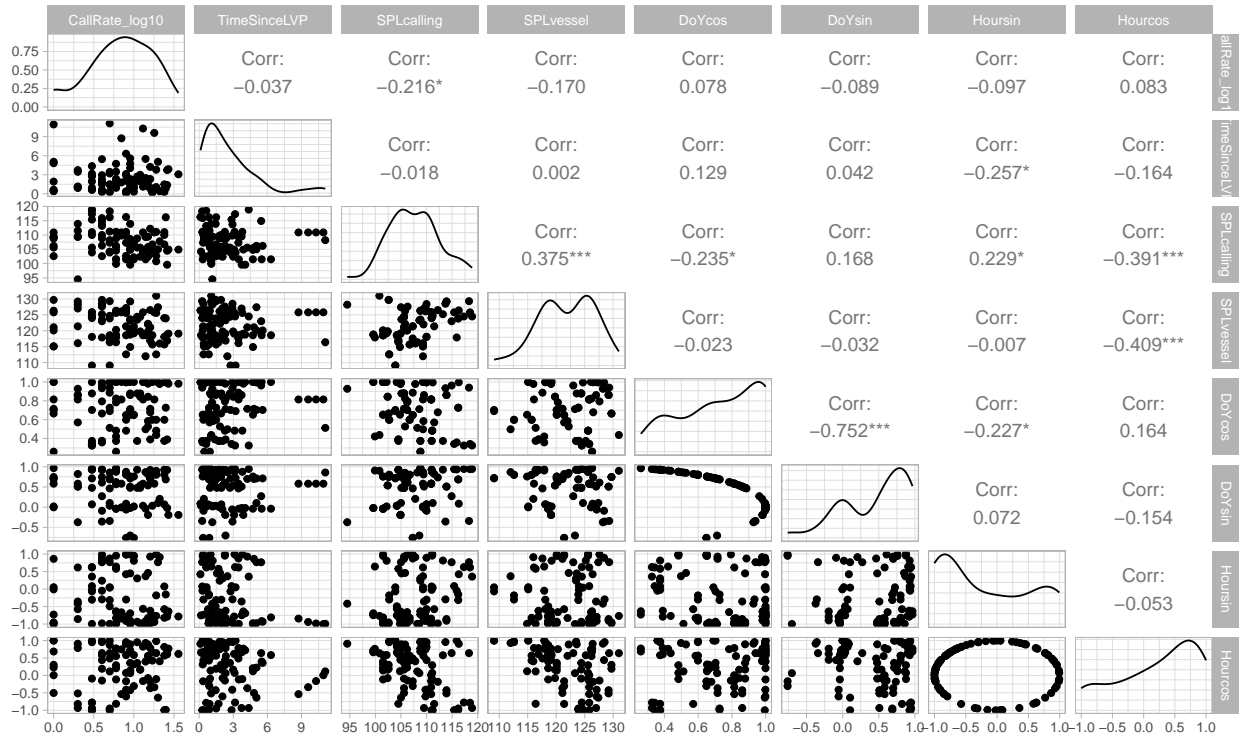 CallRate_log10 TimeSinceLVP SPLcalling SPLvessel DoYcos DoYsin Hoursin Hourcos
0.75
0.50
0.25
0.00
Corr: Corr: Corr: Corr: Corr: Corr: Corr:
−0.037 −0.216* −0.170 0.078 −0.089 −0.097 0.083
allRate_log1
9
6
3
0
Corr: Corr: Corr: Corr: Corr: Corr:
−0.018 0.002 0.129 0.042 −0.257* −0.164
imeSinceLV
120
115
110
105
100
95
Corr: Corr: Corr: Corr: Corr:
0.375*** −0.235* 0.168 0.229* −0.391***
SPLcalling
130
125
120
115
110
Corr: Corr: Corr: Corr:
−0.023 −0.032 −0.007 −0.409***
SPLvessel
1.0
0.8
0.6
0.4
Corr: Corr: Corr:
−0.752*** −0.227* 0.164
DoYcos
1.0
0.5
0.0
−0.5
Corr: Corr:
0.072 −0.154
DoYsin
1.0
0.5
0.0
−0.5
−1.0
Corr:
−0.053
Hoursin
1.0
0.5
0.0
−0.5
−1.0
Hourcos
0.0 0.5 1.0 1.5 0 3 6 9 95 100 105 110 115 120 110 115 120 125 130 0.4 0.6 0.8 1.0 −0.5 0.0 0.5 1.0 −1.0 −0.5 0.0 0.5 1.0 −1.0 −0.5 0.0 0.5 1.0